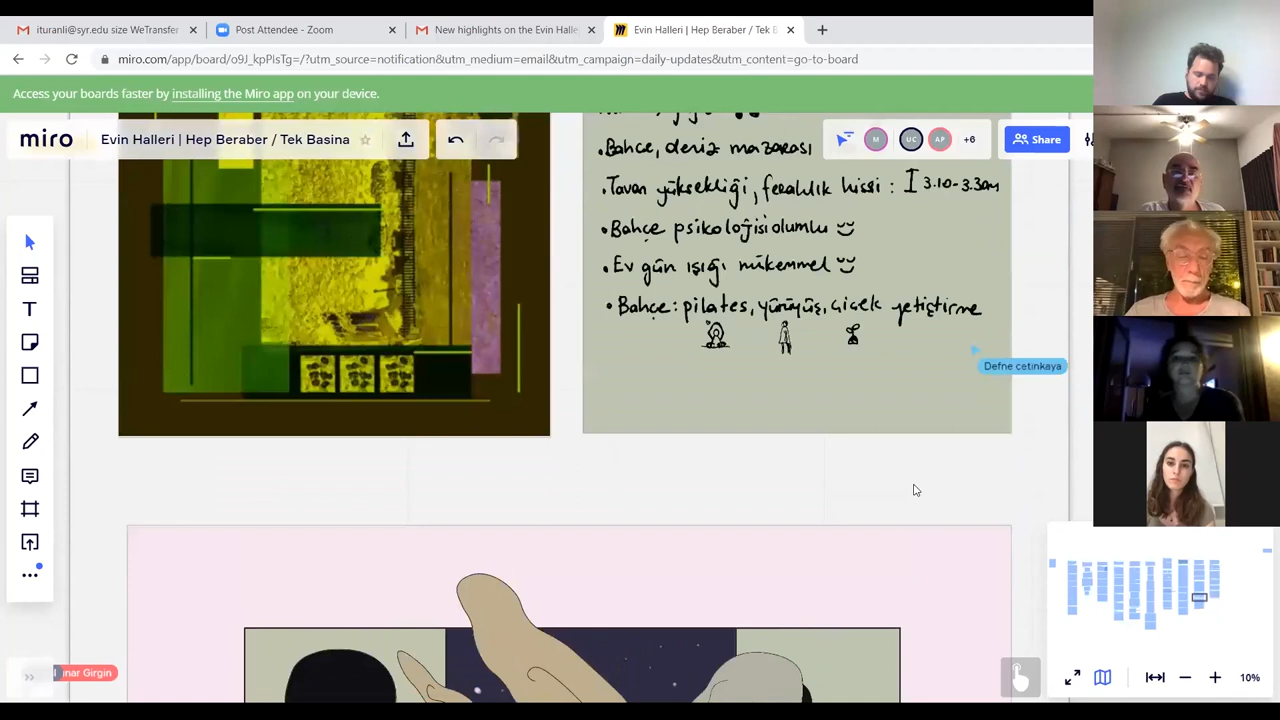 ituranli@syr.edu size WeTransfer
Post Attendee - Zoom
New highlights on the Evin Halle
Evin Halleri | Hep Beraber / Tek B
miro.com/app/board/o9J_kpPlsTg=/?utm_source=notification&utm_medium=email&utm_campaign=daily-updates&utm_content=go-to-board
Access your boards faster by installing the Miro app on your device.
miro
Evin Halleri | Hep Beraber / Tek Basina
M
UC
AP
+6
Share
• Bahçe, deniz manzarası
• Tavan yüksekliği, ferahlık hissi : 3.10-3.30m
• Bahçe psikolojisi olumlu
• Ev gün ışığı mükemmel
• Bahçe: pilates, yürüyüş, çiçek yetiştirme
Defne cetinkaya
nar Girgin
10%